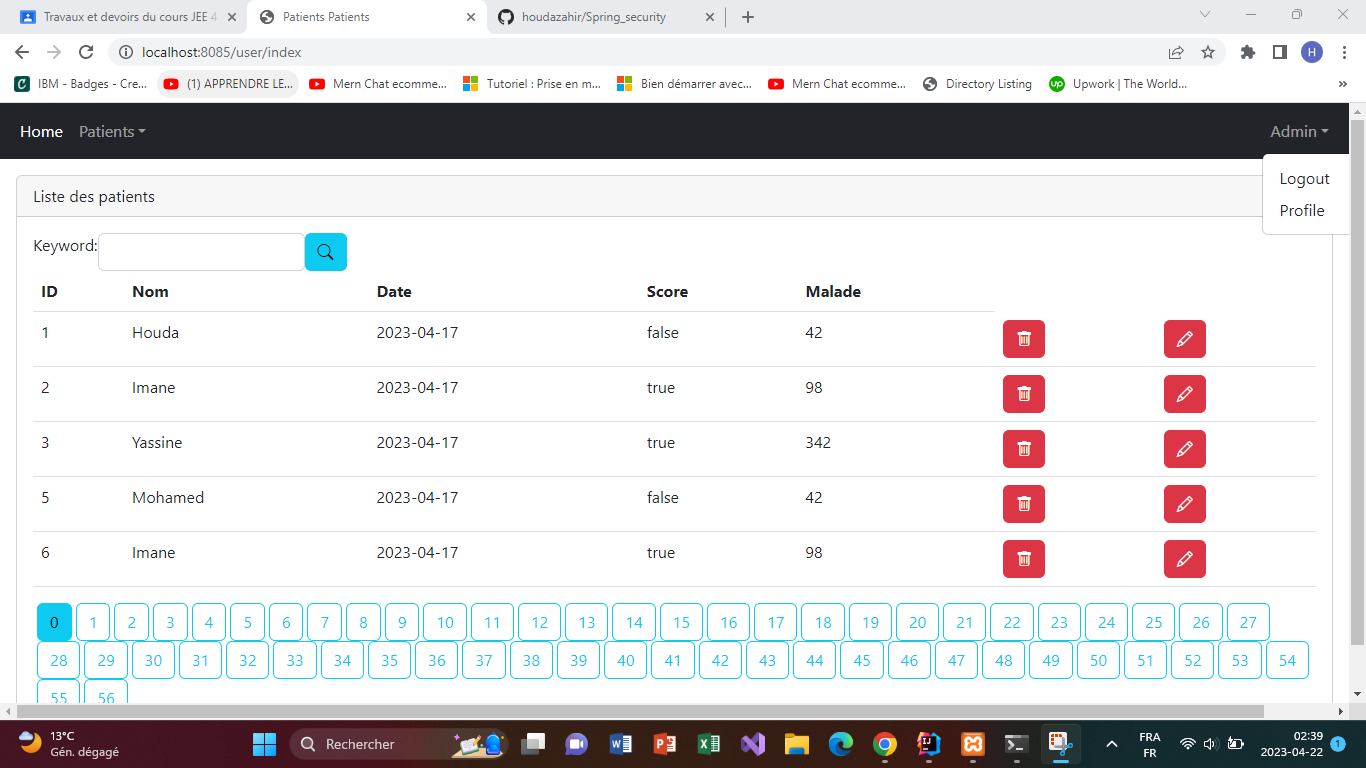 Travaux et devoirs du cours JEE 4
Patients Patients
houdazahir/Spring_security
localhost:8085/user/index
H
IBM - Badges - Cre...
(1) APPRENDRE LE...
Mern Chat ecomme...
Tutoriel : Prise en m...
Bien démarrer avec...
Mern Chat ecomme...
Directory Listing
up Upwork | The World...
»
Home Patients Admin
Logout
Profile
Liste des patients
Keyword:
ID Nom Date Score Malade
1 Houda 2023-04-17 false 42
2 Imane 2023-04-17 true 98
3 Yassine 2023-04-17 true 342
5 Mohamed 2023-04-17 false 42
6 Imane 2023-04-17 true 98
0 1 2 3 4 5 6 7 8 9 10 11 12 13 14 15 16 17 18 19 20 21 22 23 24 25 26 27
28 29 30 31 32 33 34 35 36 37 38 39 40 41 42 43 44 45 46 47 48 49 50 51 52 53 54
55 56
13°C
Gén. dégagé
Rechercher
FRA
FR
02:39
2023-04-22
1